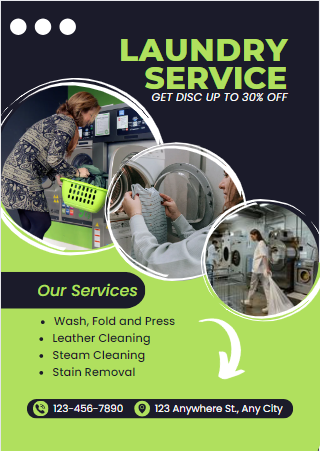 LAUNDRY
SERVICE
GET DISC UP TO 30% OFF
Our Services
• Wash, Fold and Press
• Leather Cleaning
• Steam Cleaning
• Stain Removal
123-456-7890 123 Anywhere St., Any City